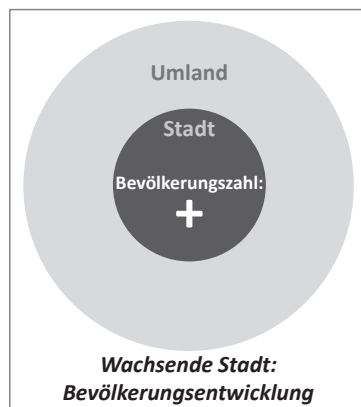 Umland
Stadt
Bevölkerungszahl:
+
Wachsende Stadt:
Bevölkerungsentwicklung